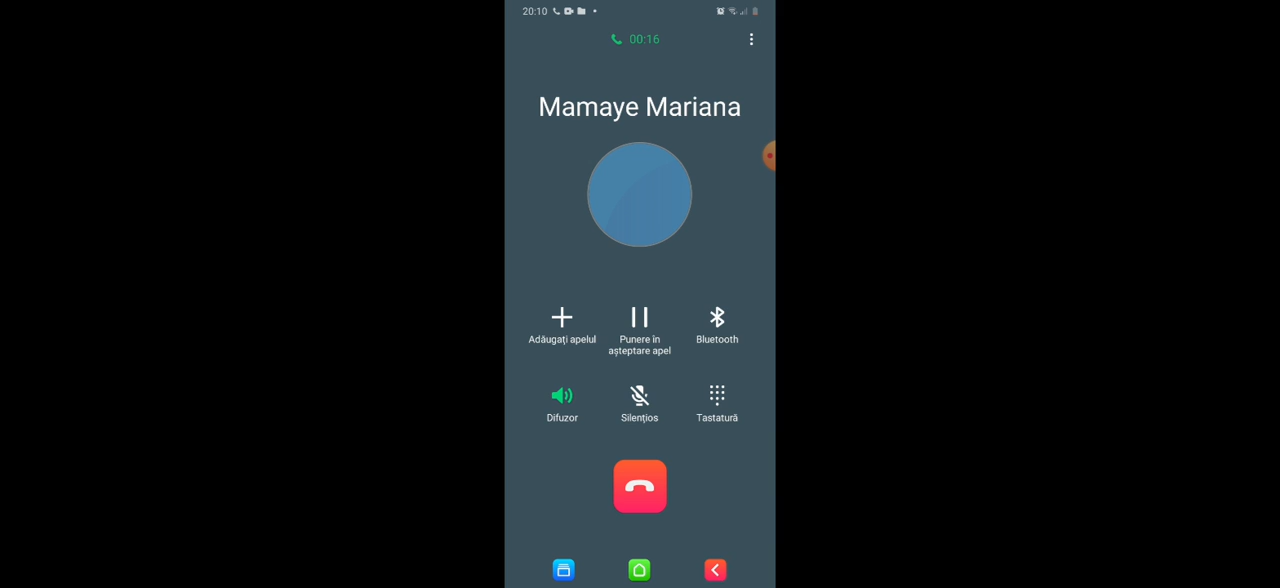 20:10
00:16
Mamaye Mariana
Adăugați apelul
Punere în
așteptare apel
Bluetooth
Difuzor
Silențios
Tastatură